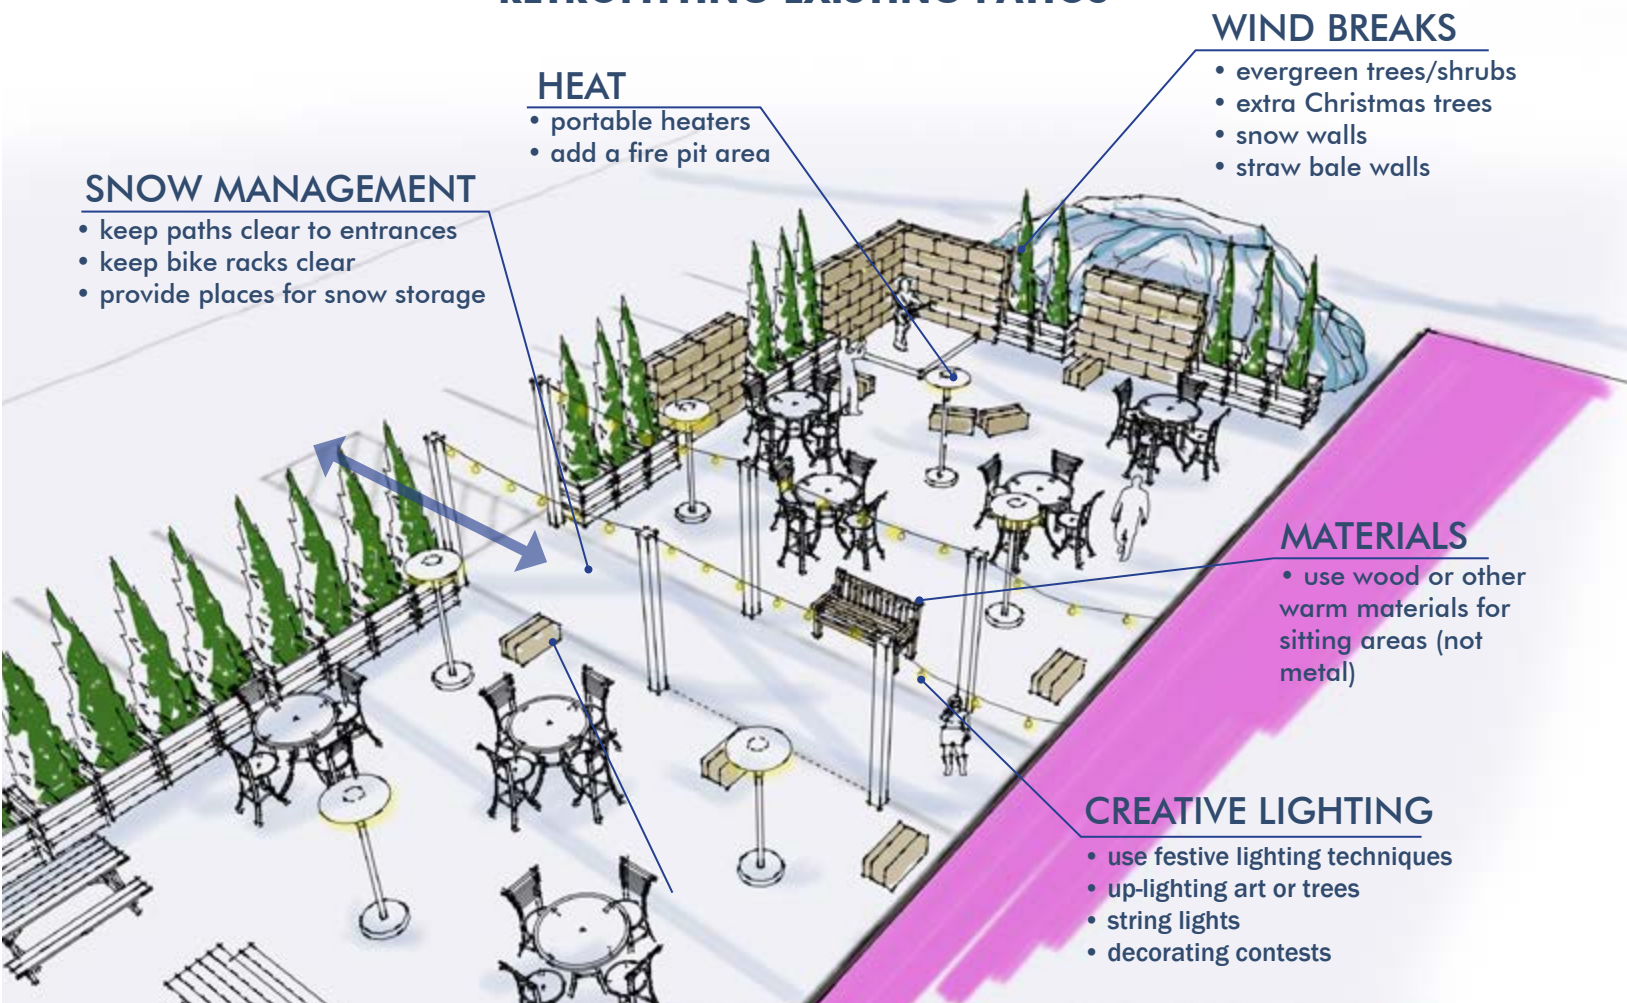 RETROFITTING EXISTING PATIOS
WIND BREAKS
• evergreen trees/shrubs
• extra Christmas trees
• snow walls
• straw bale walls
HEAT
• portable heaters
• add a fire pit area
SNOW MANAGEMENT
• keep paths clear to entrances
• keep bike racks clear
• provide places for snow storage
MATERIALS
• use wood or other
warm materials for
sitting areas (not
metal)
CREATIVE LIGHTING
• use festive lighting techniques
• up-lighting art or trees
• string lights
• decorating contests